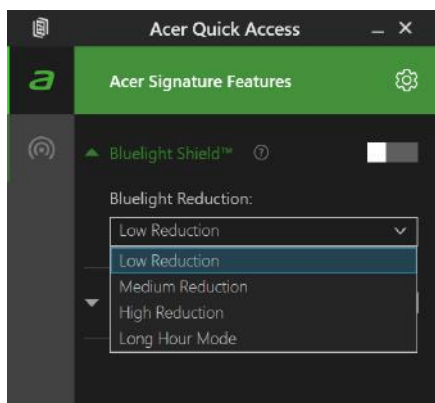 Acer Quick Access
a
Acer Signature Features
Bluelight Shield™
?
Bluelight Reduction:
Low Reduction
Low Reduction
Medium Reduction
High Reduction
Long Hour Mode